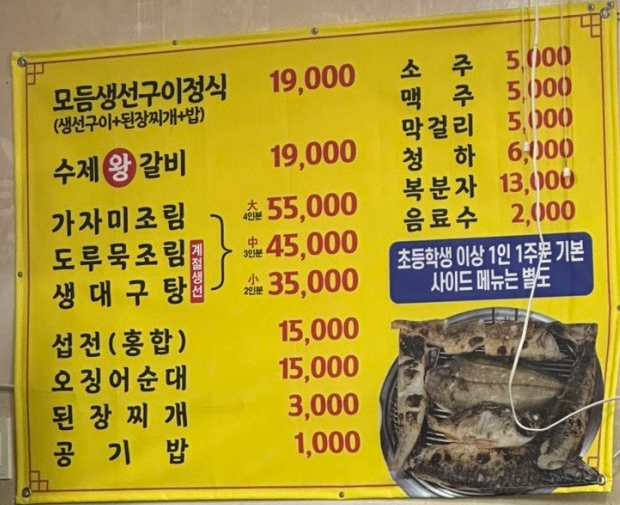 모듬생선구이정식 19,000
(생선구이+된장찌개+밥)
수제 왕 갈비 19,000
가자미조림 大 4인분 55,000
도루묵조림 계절생선 中 3인분 45,000
생대구탕 小 2인분 35,000
섭전(홍합) 15,000
오징어순대 15,000
된장찌개 3,000
공기밥 1,000
소주 5,000
맥주 5,000
막걸리 5,000
청하 6,000
복분자 13,000
음료수 2,000
초등학생 이상 1인 1주문 기본
사이드 메뉴는 별도